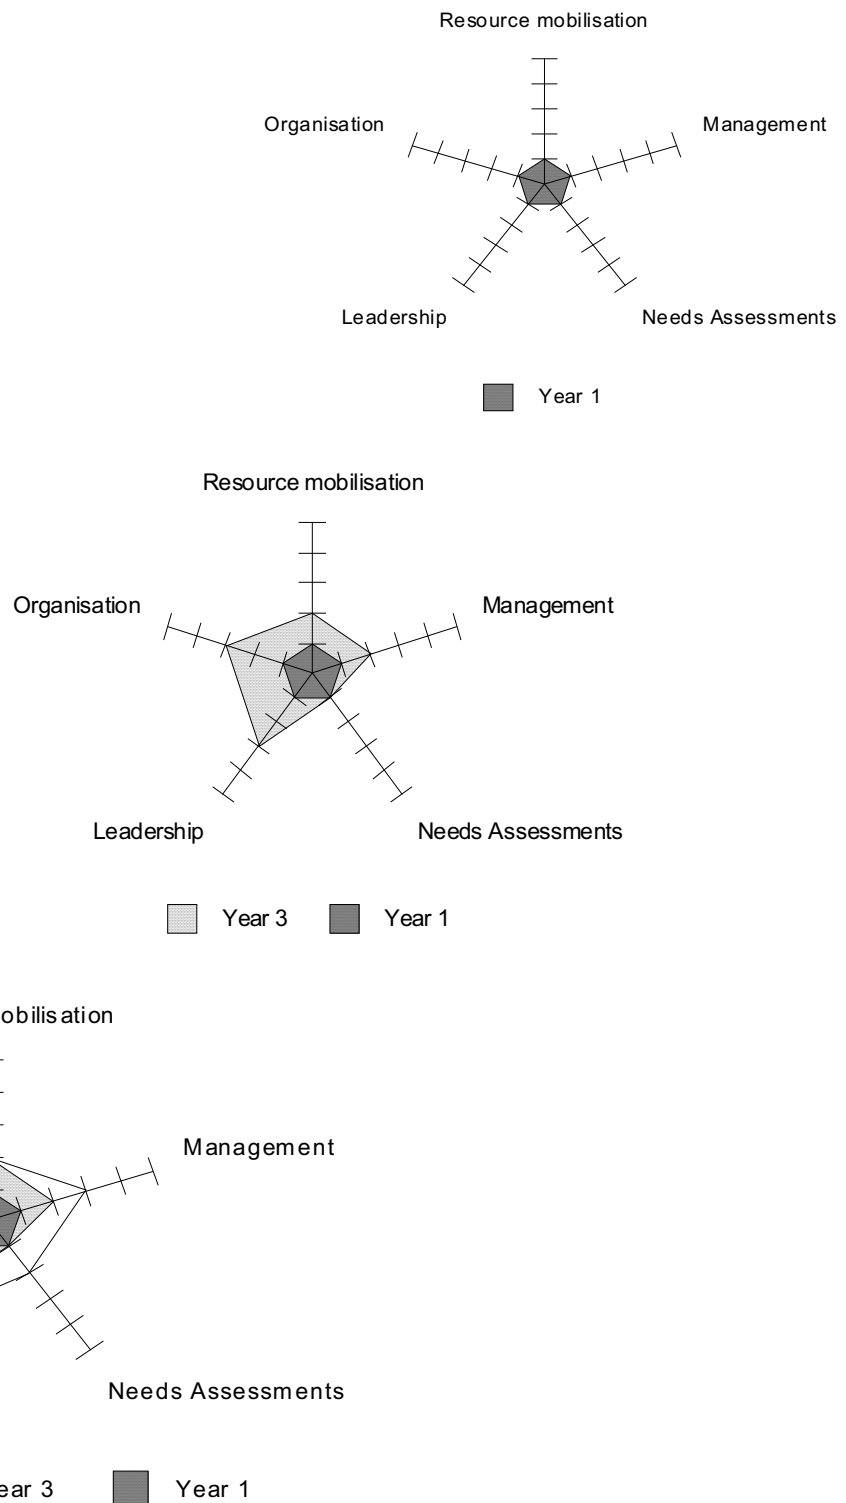 Resource mobilisation
Organisation
Management
Leadership
Needs Assessments
Year 1
Resource mobilisation
Organisation
Management
Leadership
Needs Assessments
Year 3 Year 1
obilisation
Management
Needs Assessments
ear 3 Year 1